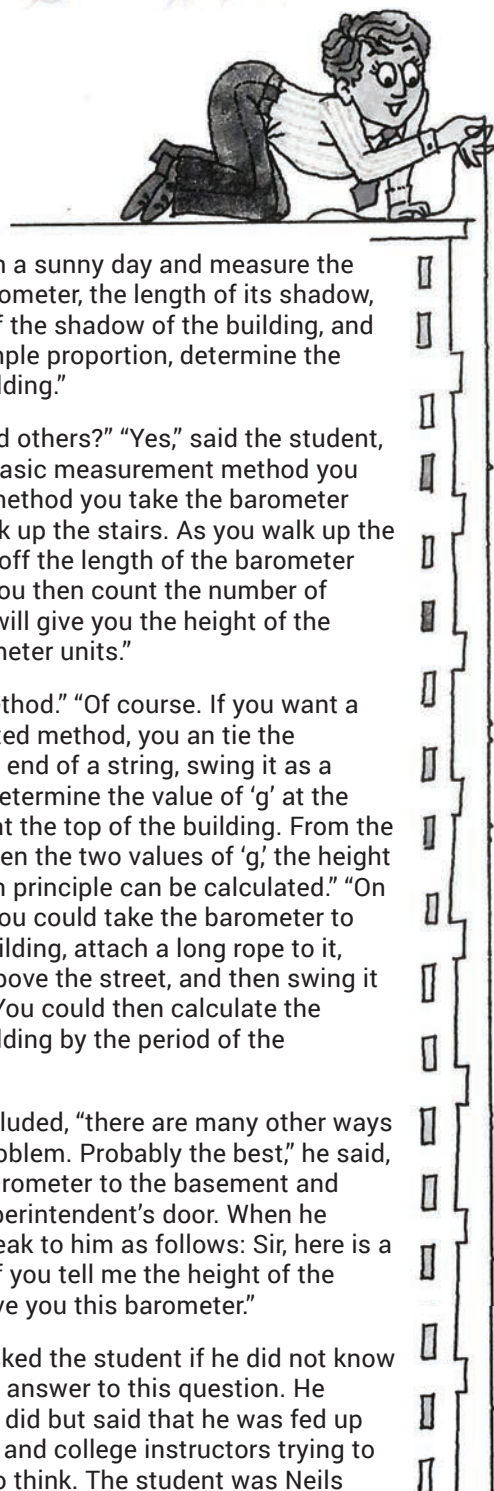 n a sunny day and measure the
ometer, the length of its shadow,
f the shadow of the building, and
mple proportion, determine the
lding.”
d others?” “Yes,” said the student,
asic measurement method you
method you take the barometer
k up the stairs. As you walk up the
off the length of the barometer
ou then count the number of
will give you the height of the
meter units.”
ethod.” “Of course. If you want a
ted method, you an tie the
end of a string, swing it as a
etermine the value of ‘g’ at the
at the top of the building. From the
en the two values of ‘g,’ the height
n principle can be calculated.” “On
you could take the barometer to
ilding, attach a long rope to it,
bove the street, and then swing it
You could then calculate the
lding by the period of the
luded, “there are many other ways
oblem. Probably the best,” he said,
arometer to the basement and
perintendent’s door. When he
eak to him as follows: Sir, here is a
f you tell me the height of the
ve you this barometer.”
sked the student if he did not know
answer to this question. He
did but said that he was fed up
and college instructors trying to
o think. The student was Neils